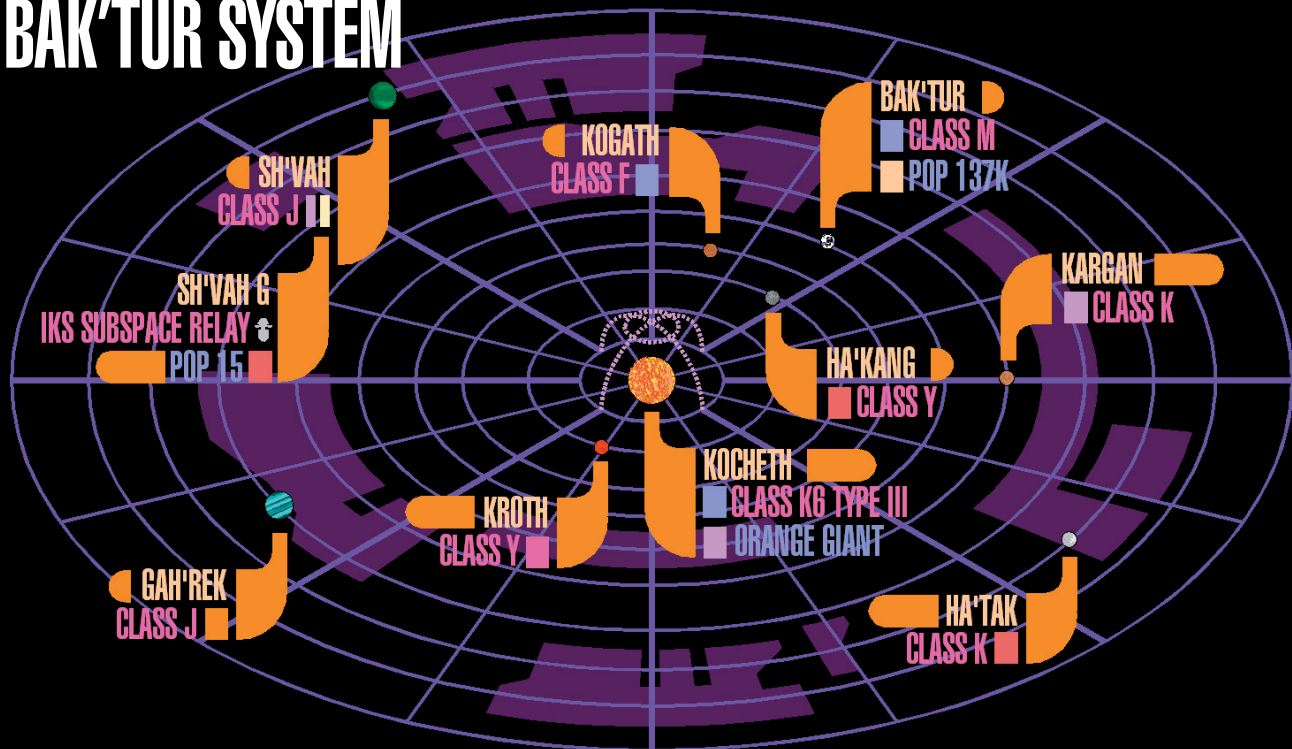 BAK'TUR SYSTEM
BAK'TUR
CLASS M
POP 137K
KOGATH
CLASS F
SH'VAH
CLASS J
KARGAN
CLASS K
SH'VAH G
IKS SUBSPACE RELAY
POP 15
HA'KANG
CLASS Y
KOCHETH
CLASS K6 TYPE III
ORANGE GIANT
KROTH
CLASS Y
GAH'REK
CLASS J
HA'TAK
CLASS K